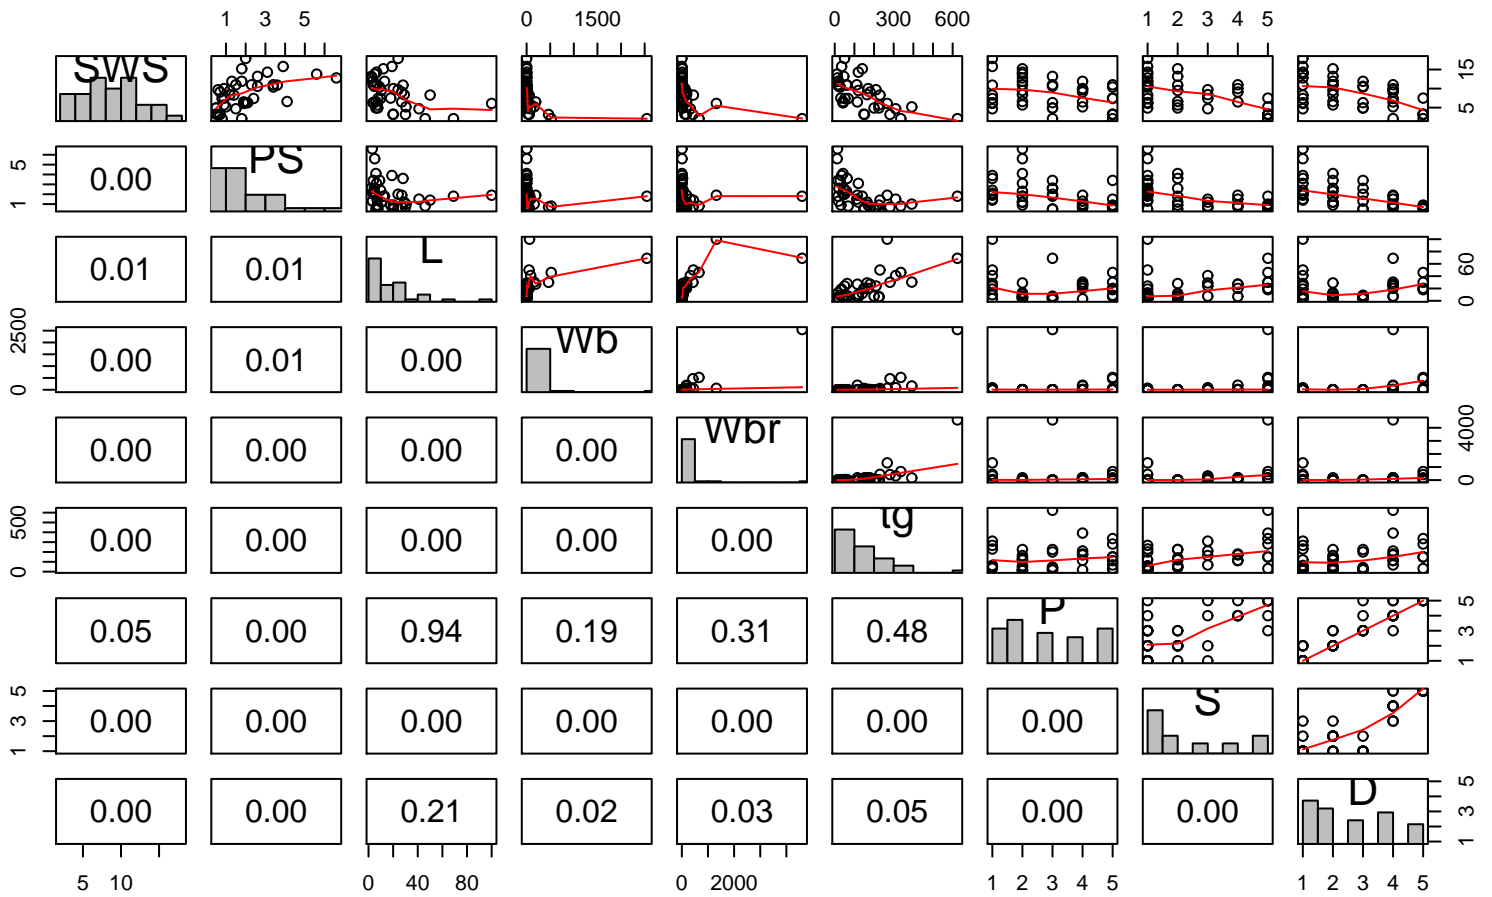 1 3 5 0 1500 0 300 600 1 2 3 4 5
SWS 5 15
1 5 0.00 PS
0.01 0.01 L 0 60
0 2500 0.00 0.01 0.00 Wb
0.00 0.00 0.00 0.00 Wbr 0 4000
0 500 0.00 0.00 0.00 0.00 0.00 tg
0.05 0.00 0.94 0.19 0.31 0.48 P 1 3 5
1 3 5 0.00 0.00 0.00 0.00 0.00 0.00 0.00 S
0.00 0.00 0.21 0.02 0.03 0.05 0.00 0.00 D 1 3 5
5 10 0 40 80 0 2000 1 2 3 4 5 1 2 3 4 5